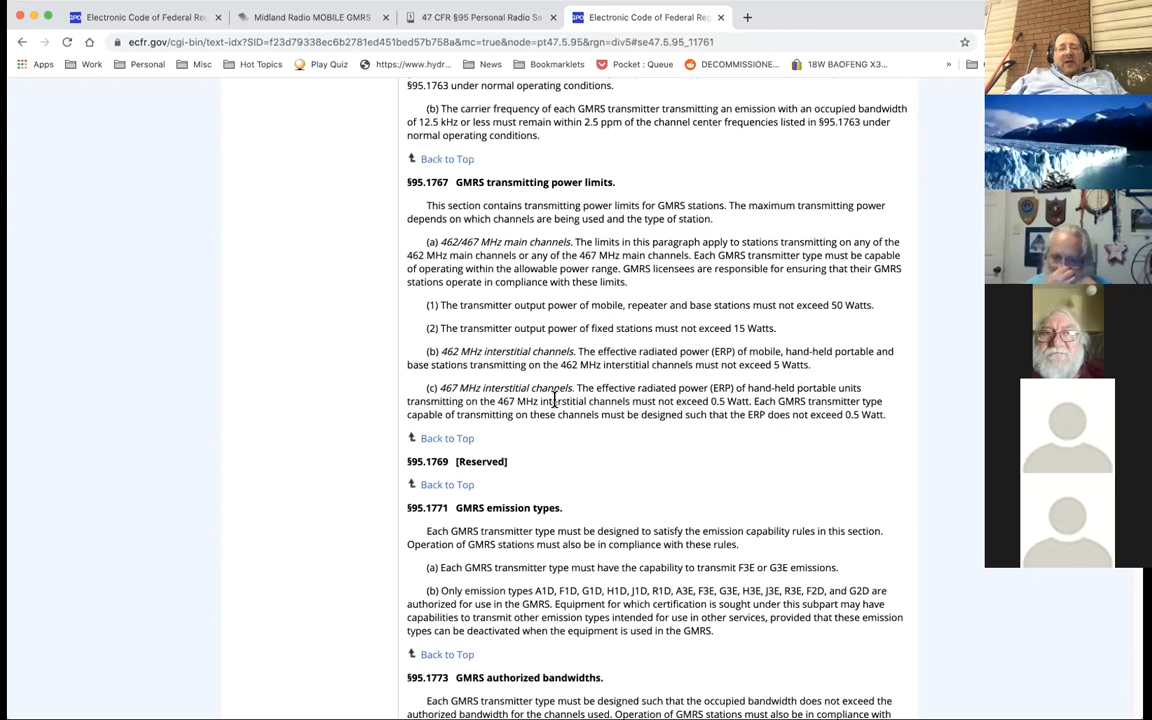 Electronic Code of Federal Reg
Midland Radio MOBILE GMRS
47 CFR §95 Personal Radio Se
Electronic Code of Federal Reg
ecfr.gov/cgi-bin/text-idx?SID=f23d79338ec6b2781ed451bed57b758a&mc=true&node=pt47.5.95&rgn=div5#se47.5.95_11761
Apps Work Personal Misc Hot Topics Play Quiz https://www.hydr... News Bookmarklets Pocket : Queue DECOMMISSIONE... 18W BAOFENG X3... »
§95.1763 under normal operating conditions.
(b) The carrier frequency of each GMRS transmitter transmitting an emission with an occupied bandwidth
of 12.5 kHz or less must remain within 2.5 ppm of the channel center frequencies listed in §95.1763 under
normal operating conditions.
Back to Top
§95.1767 GMRS transmitting power limits.
This section contains transmitting power limits for GMRS stations. The maximum transmitting power
depends on which channels are being used and the type of station.
(a) 462/467 MHz main channels. The limits in this paragraph apply to stations transmitting on any of the
462 MHz main channels or any of the 467 MHz main channels. Each GMRS transmitter type must be capable
of operating within the allowable power range. GMRS licensees are responsible for ensuring that their GMRS
stations operate in compliance with these limits.
(1) The transmitter output power of mobile, repeater and base stations must not exceed 50 Watts.
(2) The transmitter output power of fixed stations must not exceed 15 Watts.
(b) 462 MHz interstitial channels. The effective radiated power (ERP) of mobile, hand-held portable and
base stations transmitting on the 462 MHz interstitial channels must not exceed 5 Watts.
(c) 467 MHz interstitial channels. The effective radiated power (ERP) of hand-held portable units
transmitting on the 467 MHz interstitial channels must not exceed 0.5 Watt. Each GMRS transmitter type
capable of transmitting on these channels must be designed such that the ERP does not exceed 0.5 Watt.
Back to Top
§95.1769 [Reserved]
Back to Top
§95.1771 GMRS emission types.
Each GMRS transmitter type must be designed to satisfy the emission capability rules in this section.
Operation of GMRS stations must also be in compliance with these rules.
(a) Each GMRS transmitter type must have the capability to transmit F3E or G3E emissions.
(b) Only emission types A1D, F1D, G1D, H1D, J1D, R1D, A3E, F3E, G3E, H3E, J3E, R3E, F2D, and G2D are
authorized for use in the GMRS. Equipment for which certification is sought under this subpart may have
capabilities to transmit other emission types intended for use in other services, provided that these emission
types can be deactivated when the equipment is used in the GMRS.
Back to Top
§95.1773 GMRS authorized bandwidths.
Each GMRS transmitter type must be designed such that the occupied bandwidth does not exceed the
authorized bandwidth for the channels used. Operation of GMRS stations must also be in compliance with